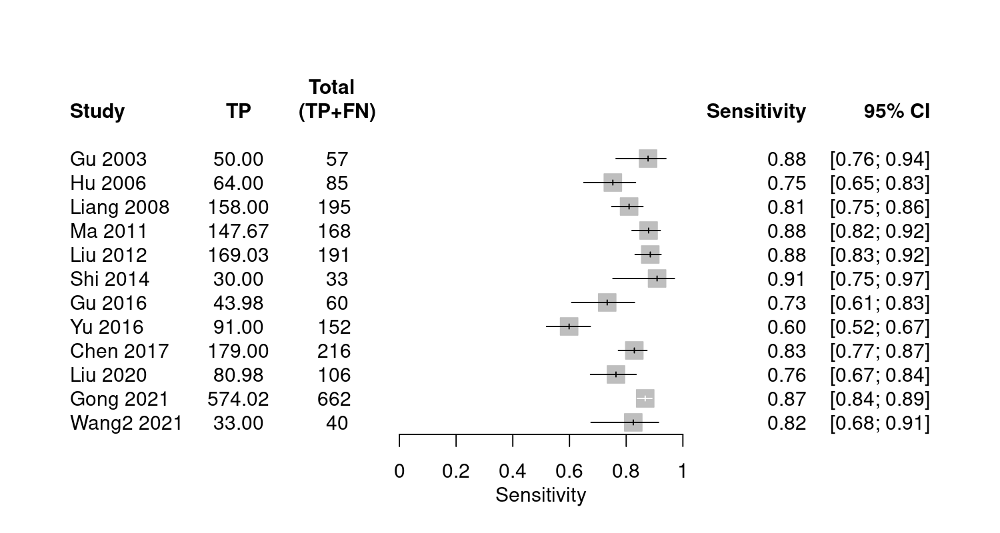 Total
Study TP (TP+FN) Sensitivity 95% CI
Gu 2003 50.00 57 0.88 [0.76; 0.94]
Hu 2006 64.00 85 0.75 [0.65; 0.83]
Liang 2008 158.00 195 0.81 [0.75; 0.86]
Ma 2011 147.67 168 0.88 [0.82; 0.92]
Liu 2012 169.03 191 0.88 [0.83; 0.92]
Shi 2014 30.00 33 0.91 [0.75; 0.97]
Gu 2016 43.98 60 0.73 [0.61; 0.83]
Yu 2016 91.00 152 0.60 [0.52; 0.67]
Chen 2017 179.00 216 0.83 [0.77; 0.87]
Liu 2020 80.98 106 0.76 [0.67; 0.84]
Gong 2021 574.02 662 0.87 [0.84; 0.89]
Wang2 2021 33.00 40 0.82 [0.68; 0.91]
0 0.2 0.4 0.6 0.8 1
Sensitivity